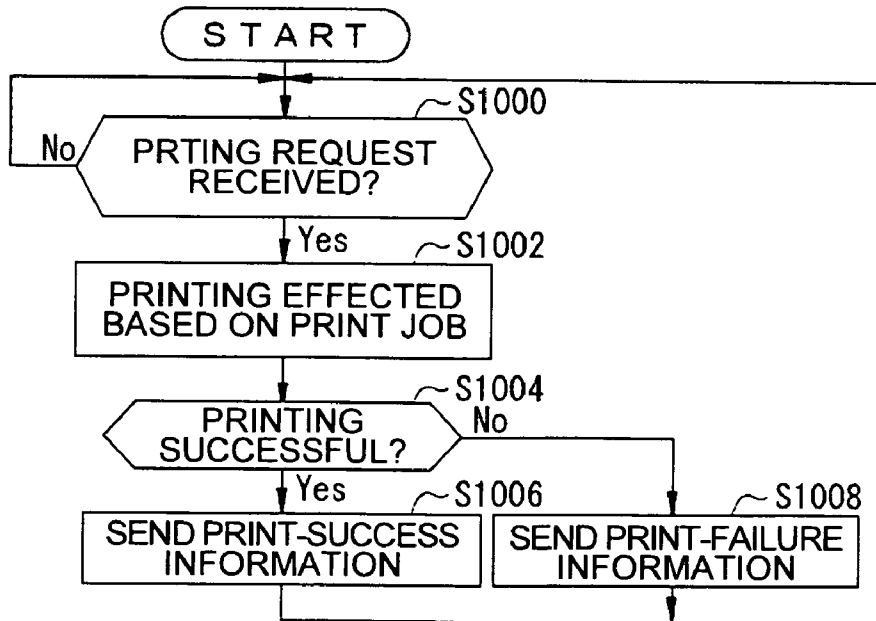 START
S1000
No
PRTING REQUEST
RECEIVED?
Yes
S1002
PRINTING EFFECTED
BASED ON PRINT JOB
S1004
PRINTING
SUCCESSFUL?
No
Yes
S1006
SEND PRINT-SUCCESS
INFORMATION
S1008
SEND PRINT-FAILURE
INFORMATION